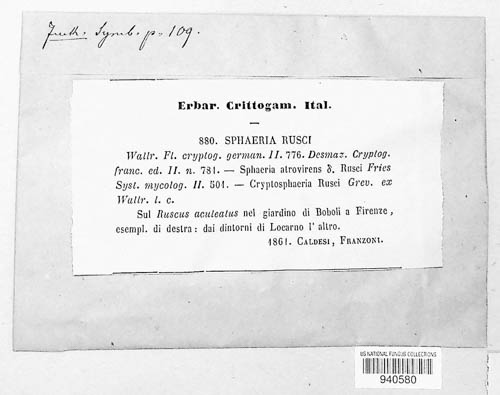 Fuck. Symb. p. 109.
Erbar. Crittogam. Ital.
880. SPHAERIA RUSCI
Wallr. Fl. cryptog. german. II. 776. Desmaz. Cryptog.
franc. ed. II. n. 781. — Sphaeria atrovirens δ. Rusci Fries
Syst. mycolog. II. 501. — Cryptosphaeria Rusci Grev. ex
Wallr. l. c.
Sul Ruscus aculeatus nel giardino di Boboli a Firenze,
esempl. di destra: dai dintorni di Locarno l' altro.
1861. CALDESI, FRANZONI.
US NATIONAL FUNGUS COLLECTIONS
940580